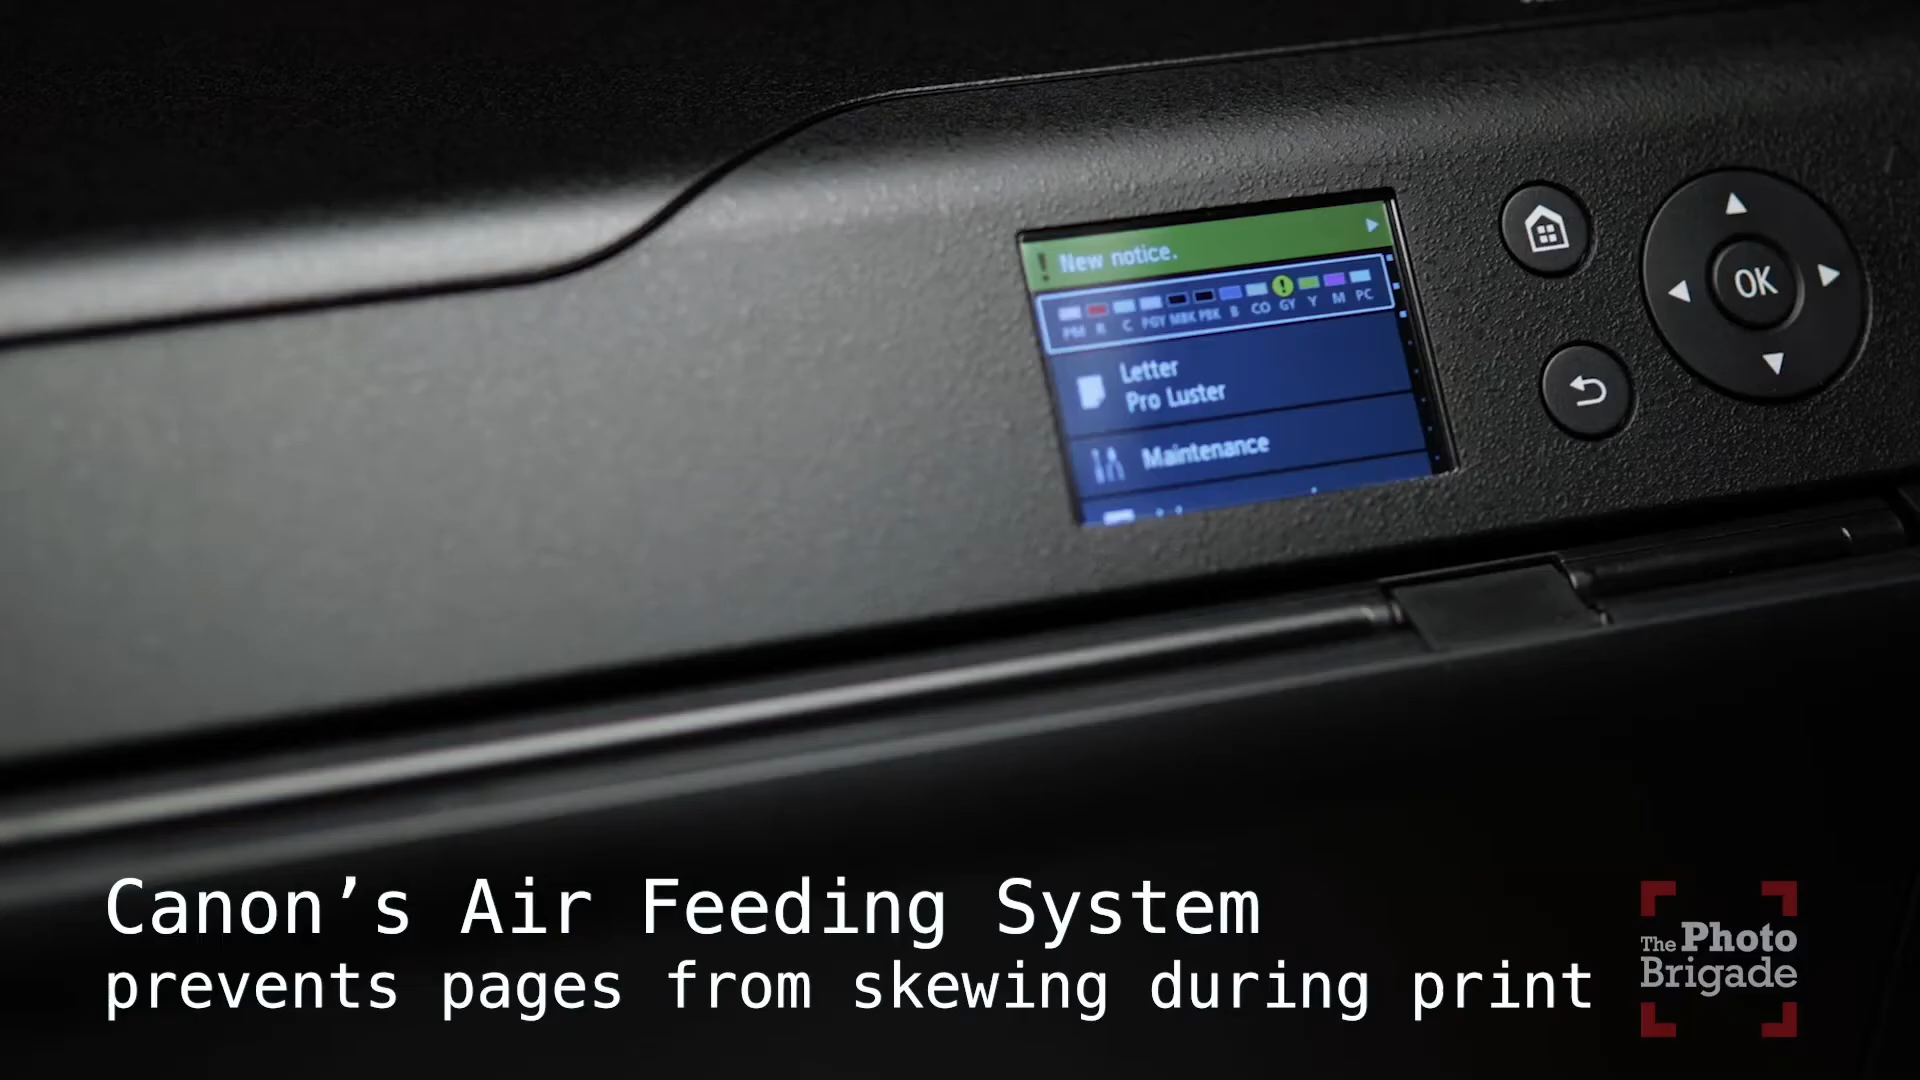 New notice.
PM R C PGY MBK PBK B CO GY Y M PC
Letter
Pro Luster
Maintenance
OK
Canon’s Air Feeding System
prevents pages from skewing during print
The Photo
Brigade